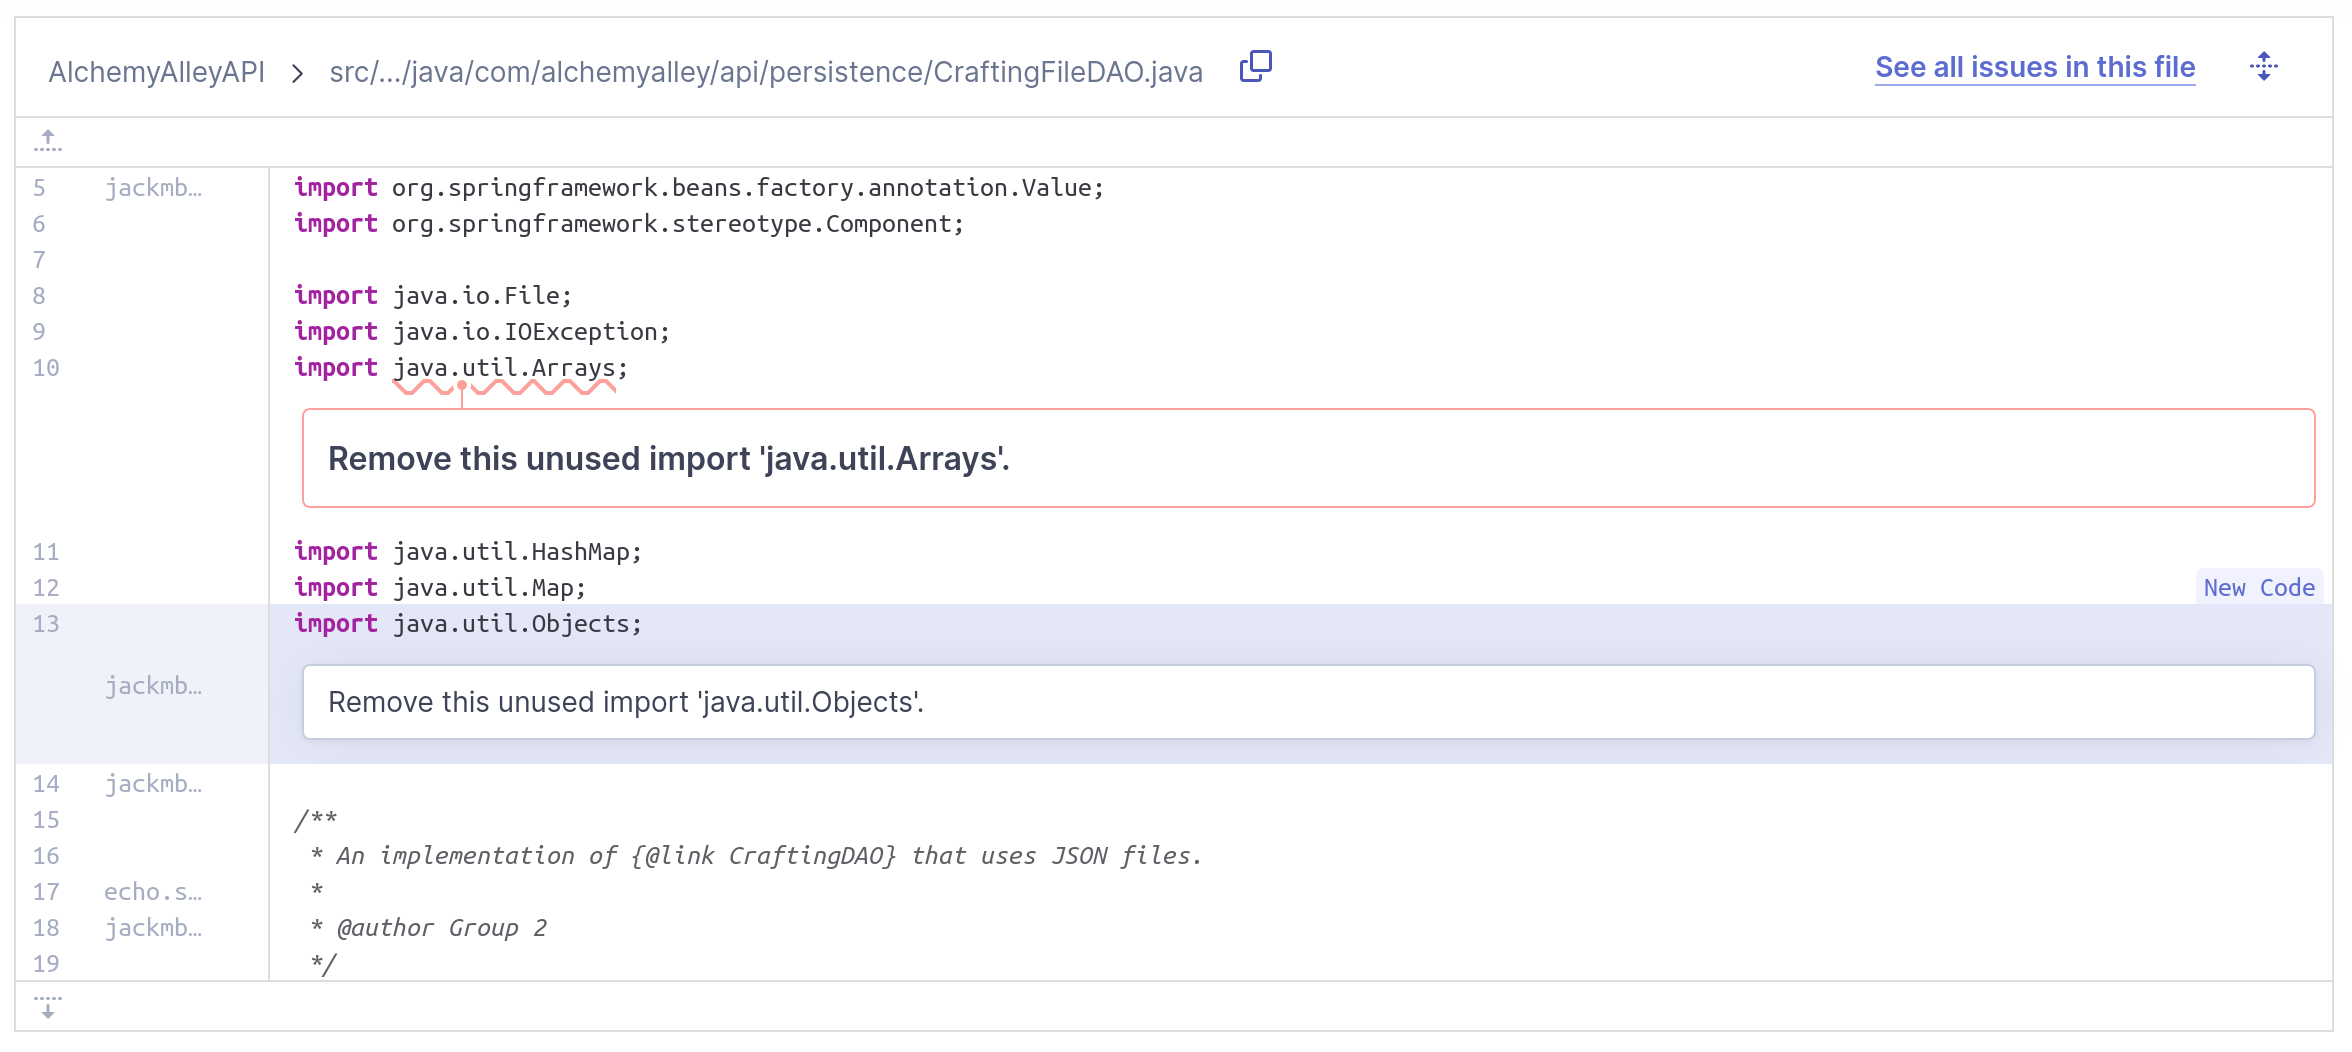 AlchemyAlleyAPI > src/.../java/com/alchemyalley/api/persistence/CraftingFileDAO.java See all issues in this file
5 jackmb… import org.springframework.beans.factory.annotation.Value;
6 import org.springframework.stereotype.Component;
7
8 import java.io.File;
9 import java.io.IOException;
10 import java.util.Arrays;
Remove this unused import 'java.util.Arrays'.
11 import java.util.HashMap;
12 import java.util.Map; New Code
13 import java.util.Objects;
jackmb… Remove this unused import 'java.util.Objects'.
14 jackmb…
15 /**
16 * An implementation of {@link CraftingDAO} that uses JSON files.
17 echo.s… *
18 jackmb… * @author Group 2
19 */